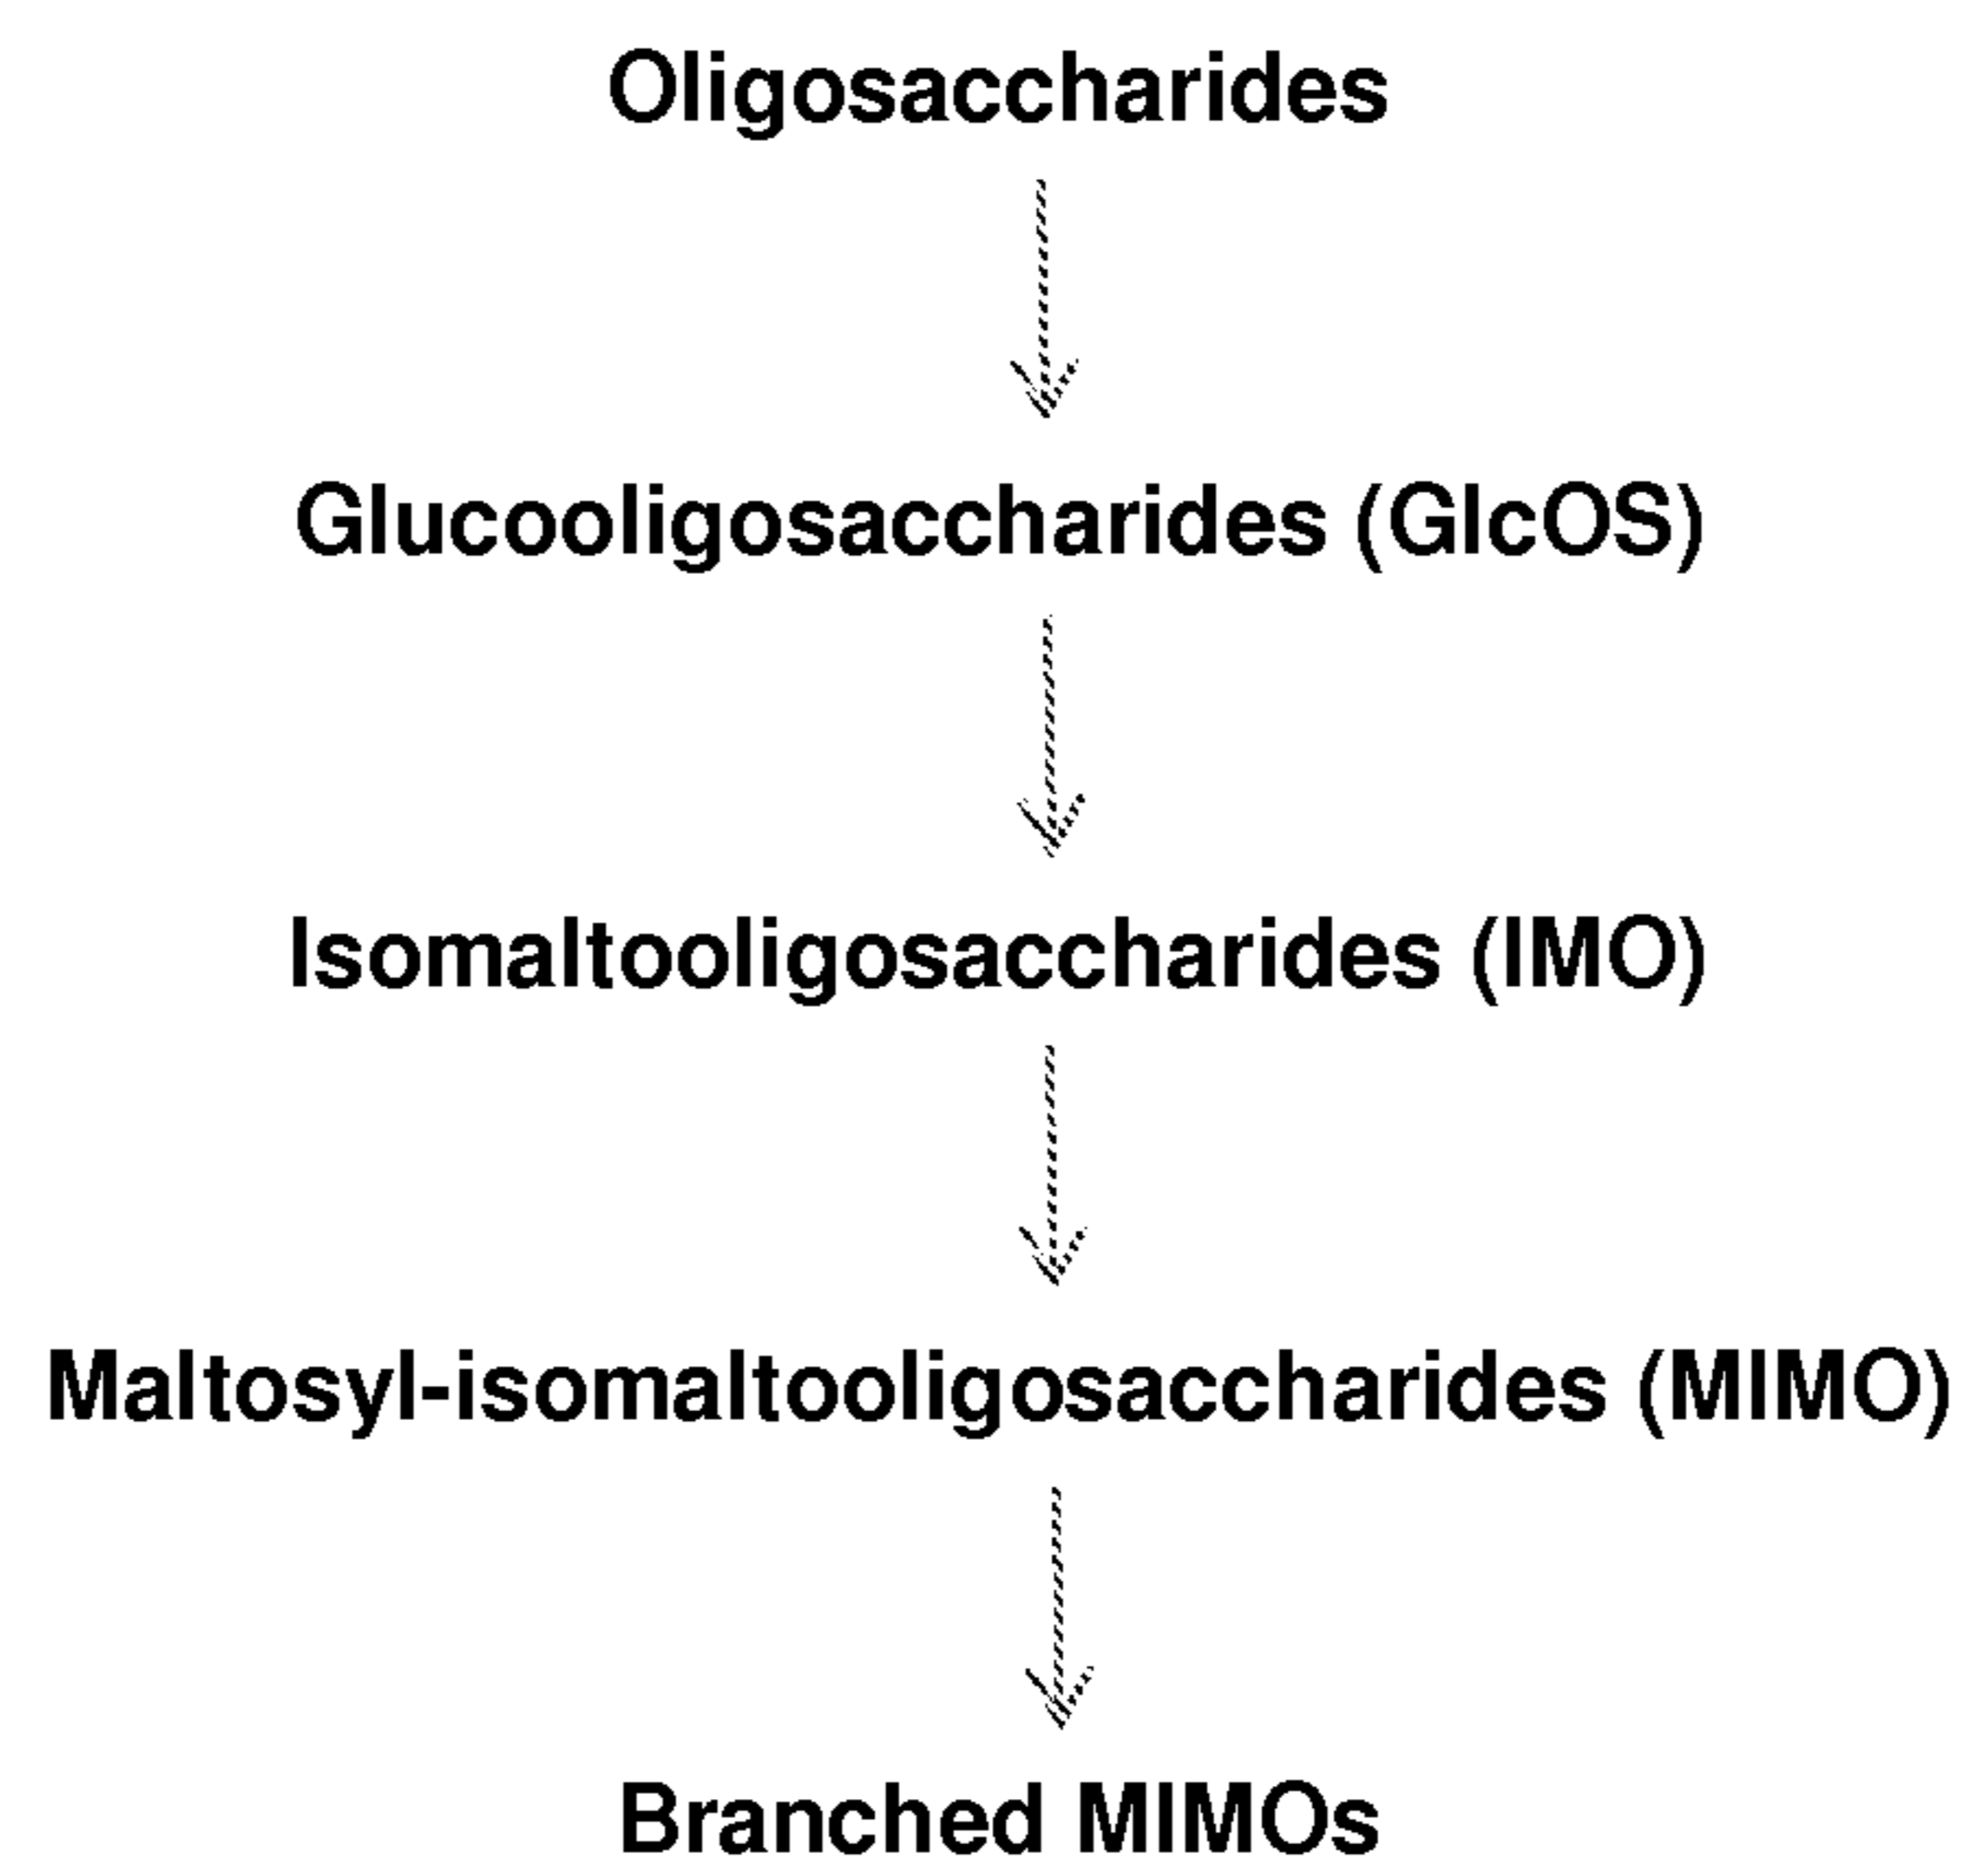 Oligosaccharides
Glucooligosaccharides (GlcOS)
Isomaltooligosaccharides (IMO)
Maltosyl-isomaltooligosaccharides (MIMO)
Branched MIMOs